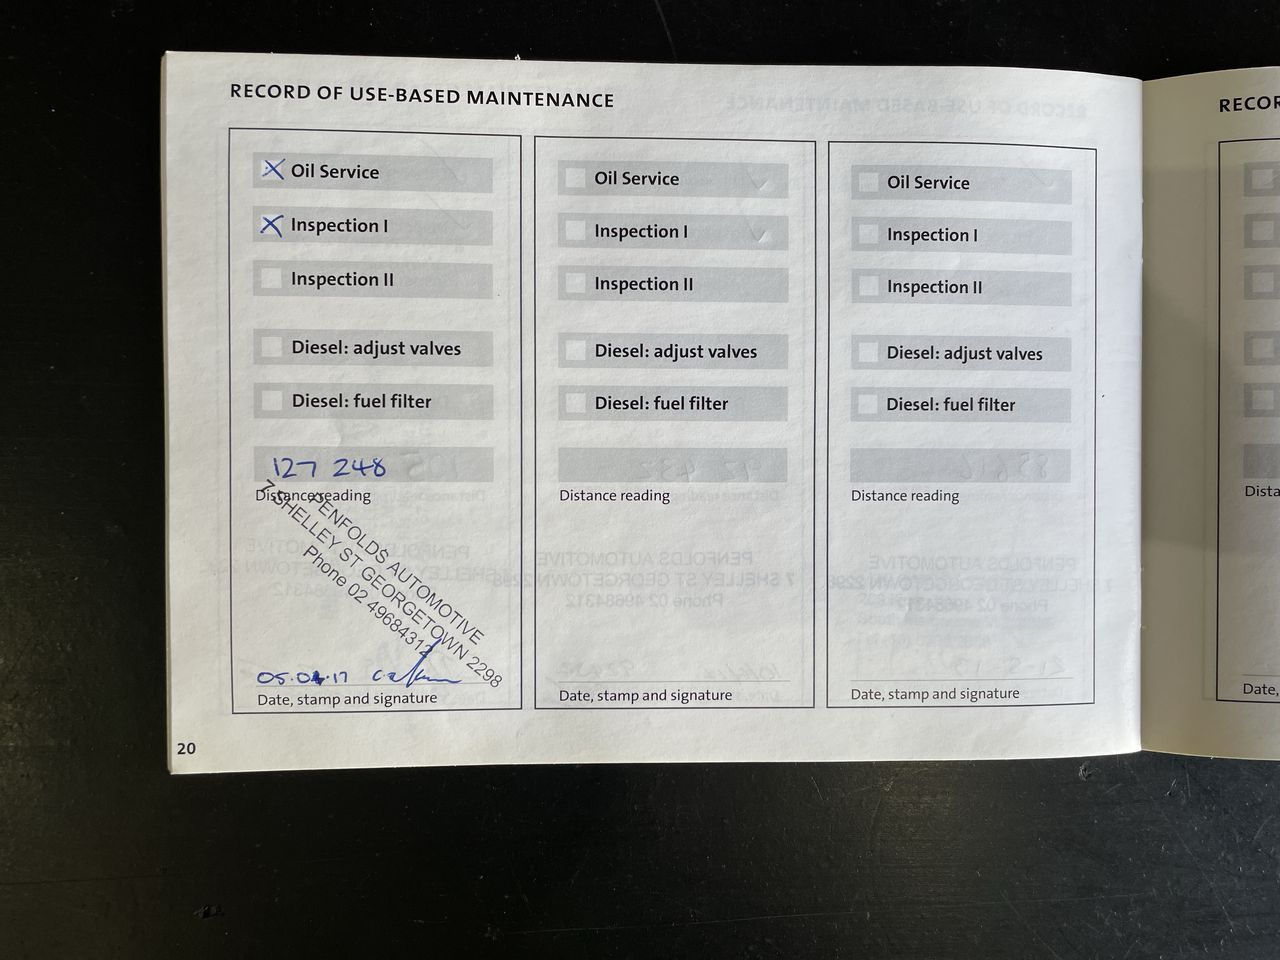 RECORD OF USE-BASED MAINTENANCE
Oil Service
Inspection I
Inspection II
Diesel: adjust valves
Diesel: fuel filter
127 248
Distance reading
PENFOLDS AUTOMOTIVE
7 SHELLEY ST GEORGETOWN 2298
Phone 02 49684312
Date, stamp and signature
Oil Service
Inspection I
Inspection II
Diesel: adjust valves
Diesel: fuel filter
Distance reading
Date, stamp and signature
Oil Service
Inspection I
Inspection II
Diesel: adjust valves
Diesel: fuel filter
Distance reading
Date, stamp and signature
20
RECOR
Dista
Date,